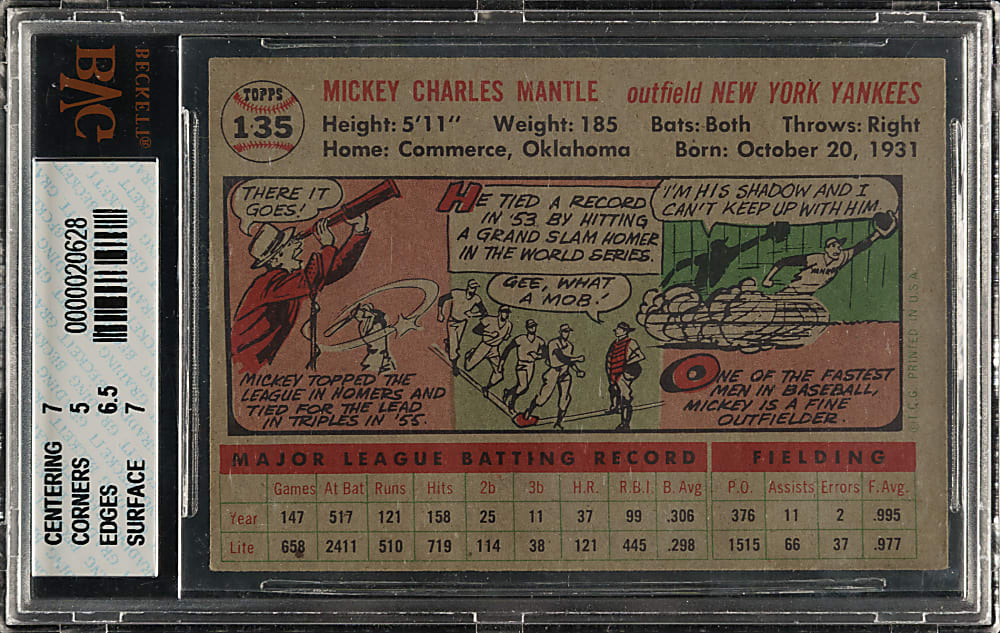 BECKETT®
BVG
0000020628
CENTERING 7
CORNERS 5
EDGES 6.5
SURFACE 7
TOPPS
135
MICKEY CHARLES MANTLE outfield NEW YORK YANKEES
Height: 5'11" Weight: 185 Bats: Both Throws: Right
Home: Commerce, Oklahoma Born: October 20, 1931
THERE IT
GOES!
MICKEY TOPPED THE
LEAGUE IN HOMERS AND
TIED FOR THE LEAD
IN TRIPLES IN '55.
HE TIED A RECORD
IN '53 BY HITTING
A GRAND SLAM HOMER
IN THE WORLD SERIES.
GEE, WHAT
A MOB!
I'M HIS SHADOW AND I
CAN'T KEEP UP WITH HIM.
YANKEES
ONE OF THE FASTEST
MEN IN BASEBALL,
MICKEY IS A FINE
OUTFIELDER.
©T.C.G. PRINTED IN U.S.A.
MAJOR LEAGUE BATTING RECORD FIELDING
Games At Bat Runs Hits 2b 3b H.R. R.B.I. B. Avg. P.O. Assists Errors F. Avg.
Year 147 517 121 158 25 11 37 99 .306 376 11 2 .995
Life 658 2411 510 719 114 38 121 445 .298 1515 66 37 .977